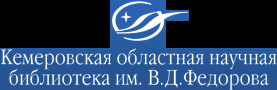 Кемеровская областная научная
библиотека им. В.Д.Федорова